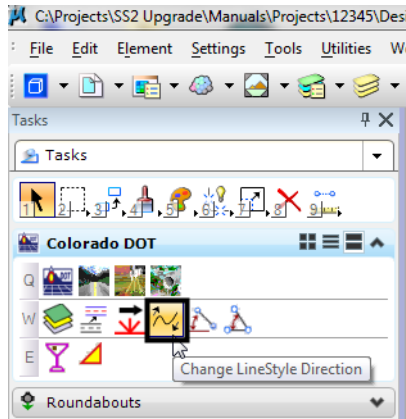 C:\Projects\SS2 Upgrade\Manuals\Projects\12345\Des
File Edit Element Settings Tools Utilities W
Tasks
Tasks
1 2 3 4 5 6 7 8 9
Colorado DOT
Q
W
E
Change LineStyle Direction
Roundabouts